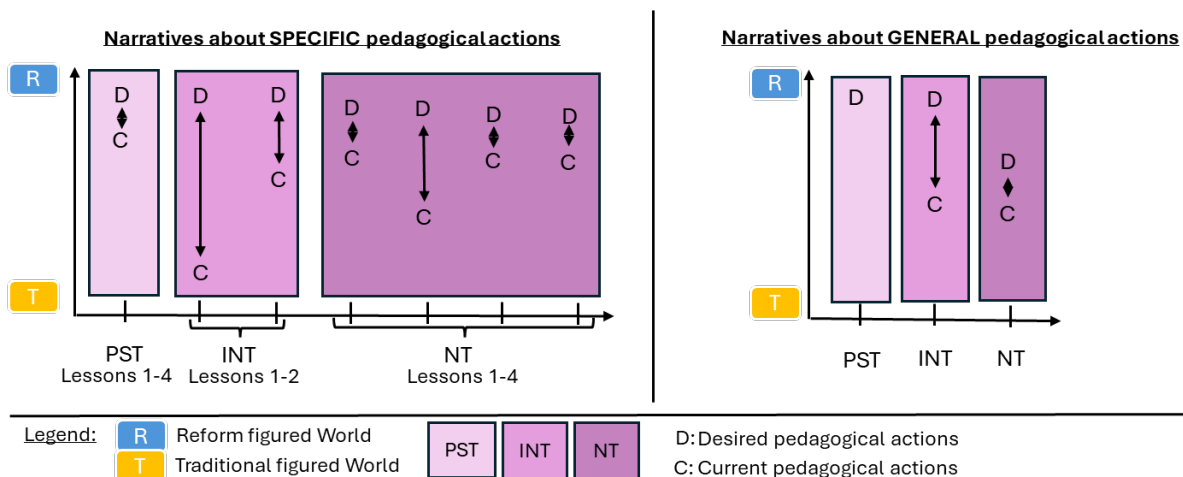 Narratives about SPECIFIC pedagogical actions
R
D
D
D
D
D
D
D
C
C
C
C
C
C
C
T
PST
INT
NT
Lessons 1-4
Lessons 1-2
Lessons 1-4
Narratives about GENERAL pedagogical actions
R
D
D
D
C
C
T
PST
INT
NT
Legend:
R
Reform figured World
T
Traditional figured World
PST
INT
NT
D: Desired pedagogical actions
C: Current pedagogical actions